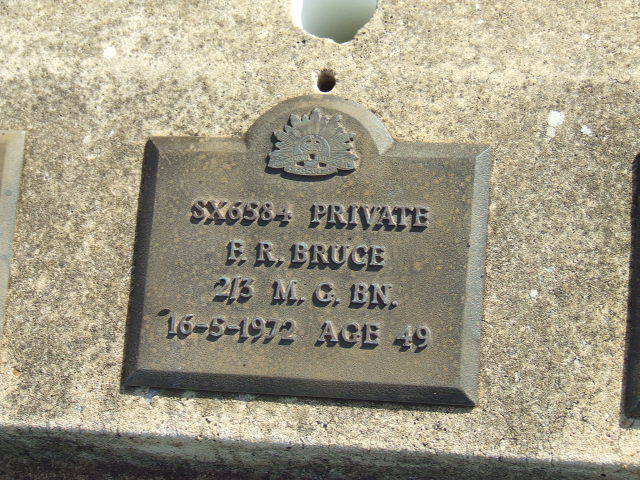 SX6584 PRIVATE
F. R. BRUCE
2/3 M. G. BN.
16-5-1972 AGE 49